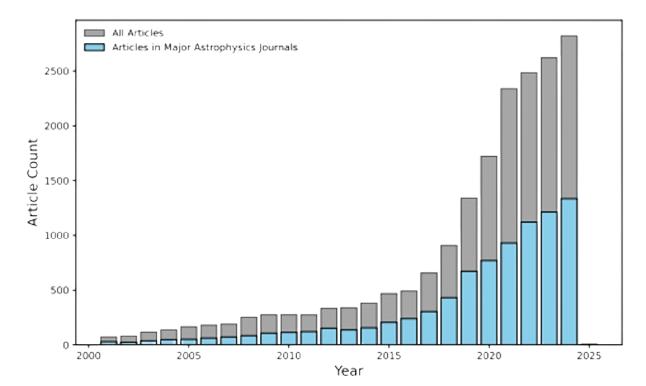 All Articles
Articles in Major Astrophysics Journals
Article Count
2500
2000
1500
1000
500
0
2000 2005 2010 2015 2020 2025
Year